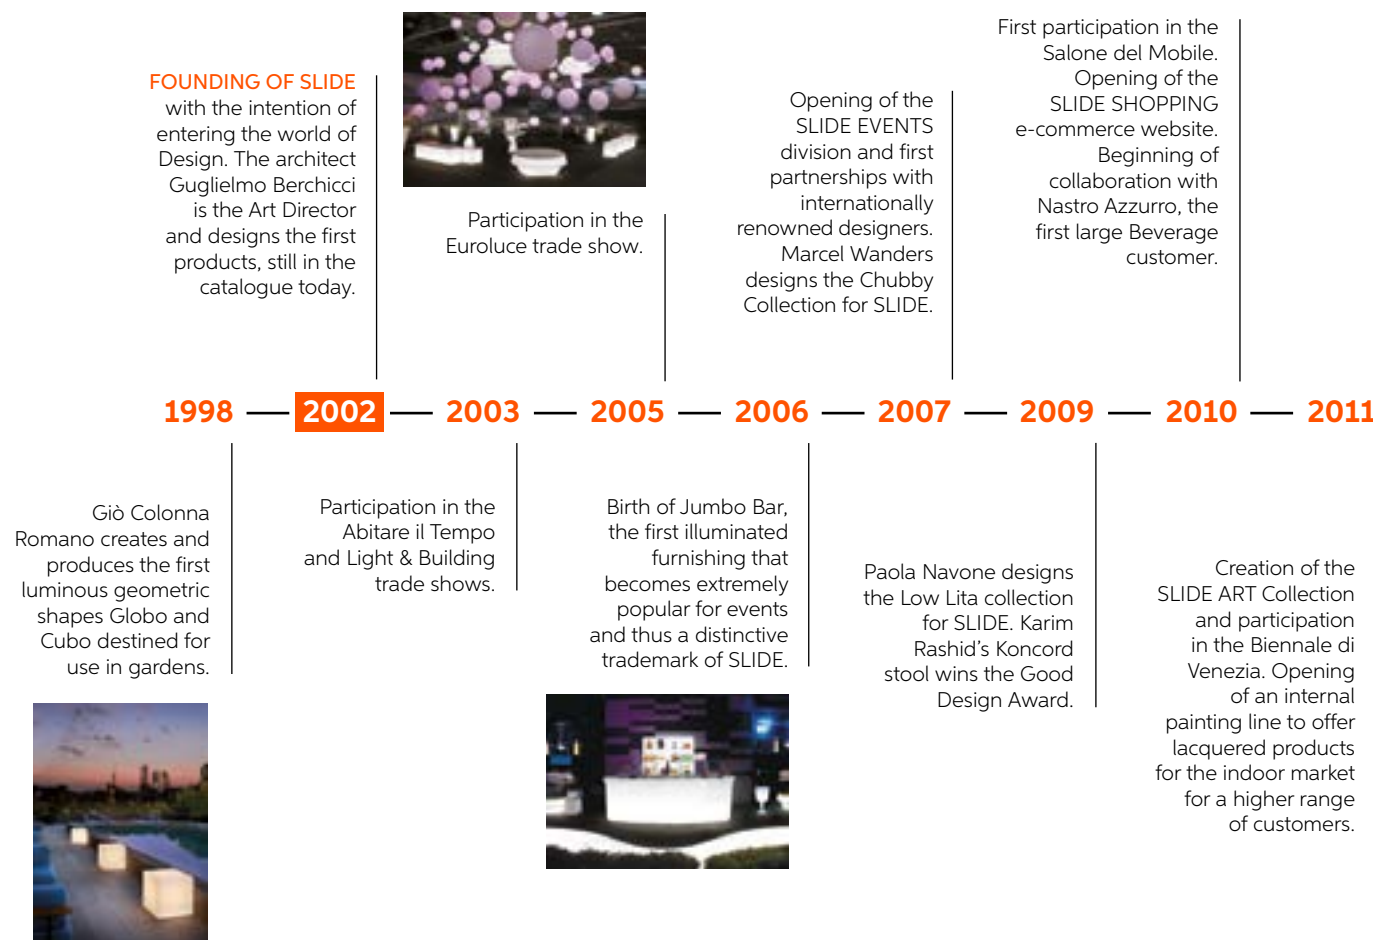 FOUNDING OF SLIDE
with the intention of
entering the world of
Design. The architect
Guglielmo Berchicci
is the Art Director
and designs the first
products, still in the
catalogue today.
Participation in the
Euroluce trade show.
Opening of the
SLIDE EVENTS
division and first
partnerships with
internationally
renowned designers.
Marcel Wanders
designs the Chubby
Collection for SLIDE.
First participation in the
Salone del Mobile.
Opening of the
SLIDE SHOPPING
e-commerce website.
Beginning of
collaboration with
Nastro Azzurro, the
first large Beverage
customer.
1998 — 2002 — 2003 — 2005 — 2006 — 2007 — 2009 — 2010 — 2011
Giò Colonna
Romano creates and
produces the first
luminous geometric
shapes Globo and
Cubo destined for
use in gardens.
Participation in the
Abitare il Tempo
and Light & Building
trade shows.
Birth of Jumbo Bar,
the first illuminated
furnishing that
becomes extremely
popular for events
and thus a distinctive
trademark of SLIDE.
Paola Navone designs
the Low Lita collection
for SLIDE. Karim
Rashid's Koncord
stool wins the Good
Design Award.
Creation of the
SLIDE ART Collection
and participation
in the Biennale di
Venezia. Opening
of an internal
painting line to offer
lacquered products
for the indoor market
for a higher range
of customers.